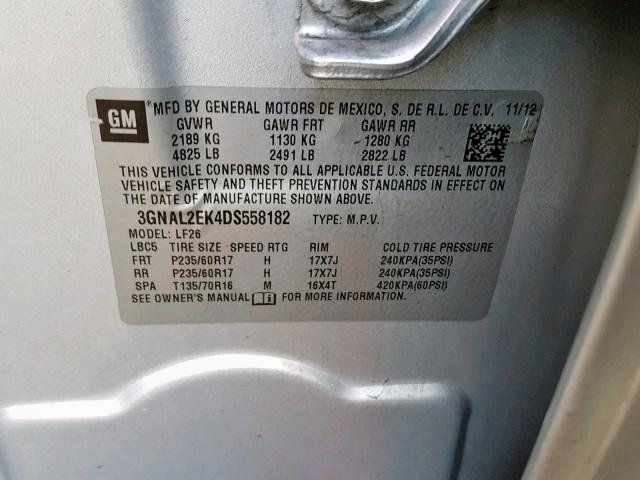 GM ® MFD BY GENERAL MOTORS DE MEXICO, S. DE R.L. DE C.V. 11/12
GVWR GAWR FRT GAWR RR
2189 KG 1130 KG 1280 KG
4825 LB 2491 LB 2822 LB
THIS VEHICLE CONFORMS TO ALL APPLICABLE U.S. FEDERAL MOTOR
VEHICLE SAFETY AND THEFT PREVENTION STANDARDS IN EFFECT ON
THE DATE OF MANUFACTURE SHOWN ABOVE.
3GNAL2EK4DS558182 TYPE: M.P.V.
MODEL: LF26
LBC5 TIRE SIZE SPEED RTG RIM COLD TIRE PRESSURE
FRT P235/60R17 H 17X7J 240KPA(35PSI)
RR P235/60R17 H 17X7J 240KPA(35PSI)
SPA T135/70R16 M 16X4T 420KPA(60PSI)
SEE OWNER'S MANUAL FOR MORE INFORMATION.